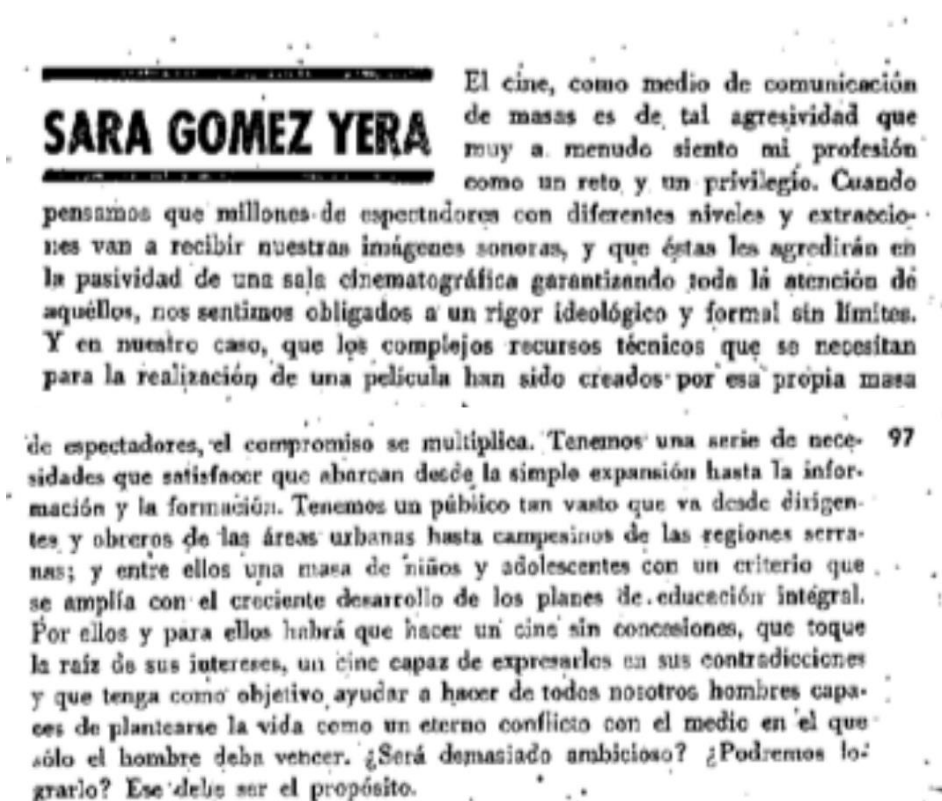 SARA GOMEZ YERA
El cine, como medio de comunicación
de masas es de tal agresividad que
muy a menudo siento mi profesión
como un reto y un privilegio. Cuando
pensamos que millones de espectadores con diferentes niveles y extraccio-
nes van a recibir nuestras imágenes sonoras, y que éstas les agredirán en
la pasividad de una sala cinematográfica garantizando toda la atención de
aquéllos, nos sentimos obligados a un rigor ideológico y formal sin límites.
Y en nuestro caso, que los complejos recursos técnicos que se necesitan
para la realización de una película han sido creados por esa propia masa
de espectadores, el compromiso se multiplica. Tenemos una serie de nece-
97
sidades que satisfacer que abarcan desde la simple expansión hasta la infor-
mación y la formación. Tenemos un público tan vasto que va desde dirigen-
tes y obreros de las áreas urbanas hasta campesinos de las regiones serra-
nas; y entre ellos una masa de niños y adolescentes con un criterio que
se amplía con el creciente desarrollo de los planes de educación integral.
Por ellos y para ellos habrá que hacer un cine sin concesiones, que toque
la raíz de sus intereses, un cine capaz de expresarlos en sus contradicciones
y que tenga como objetivo ayudar a hacer de todos nosotros hombres capa-
ces de plantearse la vida como un eterno conflicto con el medio en el que
sólo el hombre deba vencer. ¿Será demasiado ambicioso? ¿Podremos lo-
grarlo? Ese debe ser el propósito.